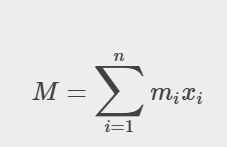 $M = \sum_{i=1}^{n} m_i x_i$